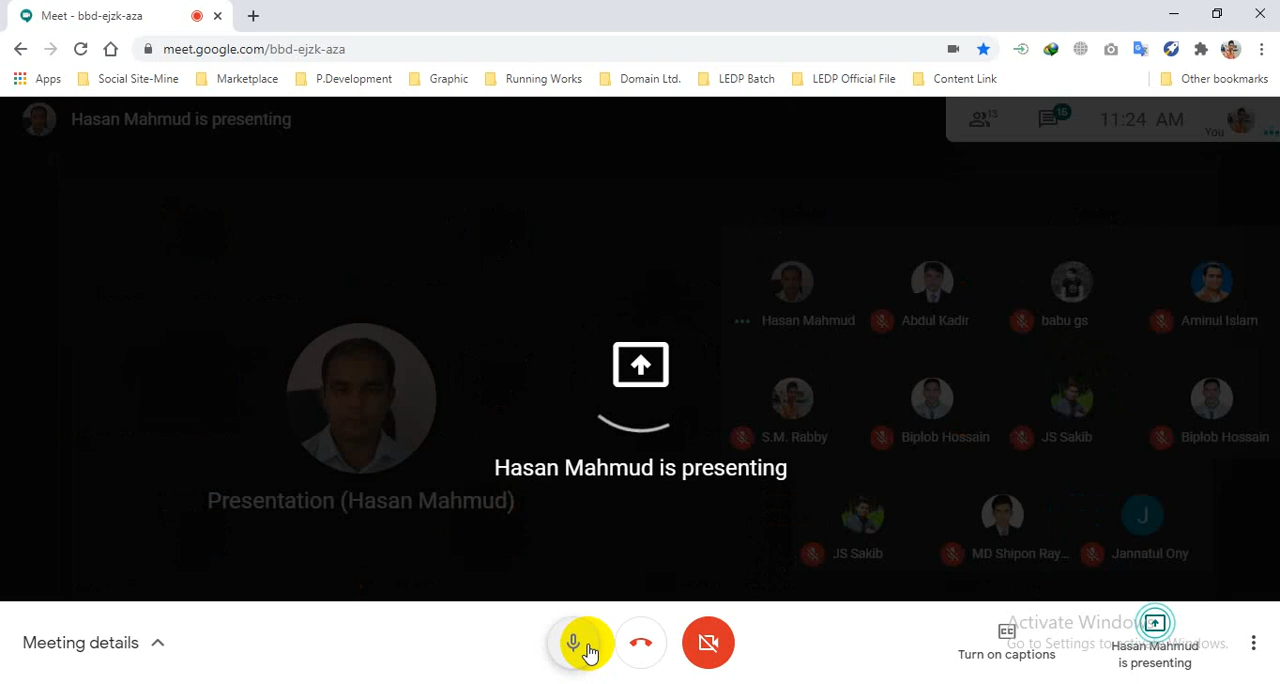 Meet - bbd-ejzk-aza
meet.google.com/bbd-ejzk-aza
Apps Social Site-Mine Marketplace P.Development Graphic Running Works Domain Ltd. LEDP Batch LEDP Official File Content Link Other bookmarks
Hasan Mahmud is presenting
13 15 11:24 AM You
Hasan Mahmud Abdul Kadir babu gs Aminul Islam
S.M. Rabby Biplob Hossain JS Sakib Biplob Hossain
Hasan Mahmud is presenting
Presentation (Hasan Mahmud)
J
JS Sakib MD Shipon Ray... Jannatul Ony
Meeting details
CC
Turn on captions
Hasan Mahmud
is presenting
Activate Windows
Go to Settings to activate Windows.